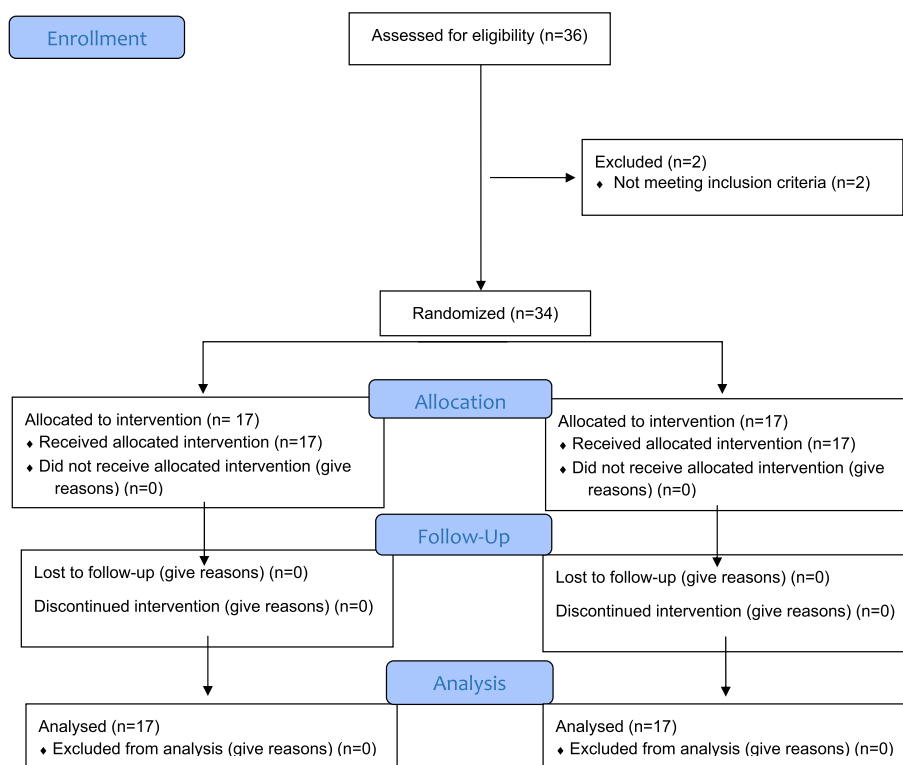 Enrollment
Assessed for eligibility (n=36)
Excluded (n=2)
♦ Not meeting inclusion criteria (n=2)
Randomized (n=34)
Allocation
Allocated to intervention (n= 17)
♦ Received allocated intervention (n=17)
♦ Did not receive allocated intervention (give
reasons) (n=0)
Allocated to intervention (n=17)
♦ Received allocated intervention (n=17)
♦ Did not receive allocated intervention (give
reasons) (n=0)
Follow-Up
Lost to follow-up (give reasons) (n=0)
Discontinued intervention (give reasons) (n=0)
Lost to follow-up (give reasons) (n=0)
Discontinued intervention (give reasons) (n=0)
Analysis
Analysed (n=17)
♦ Excluded from analysis (give reasons) (n=0)
Analysed (n=17)
♦ Excluded from analysis (give reasons) (n=0)